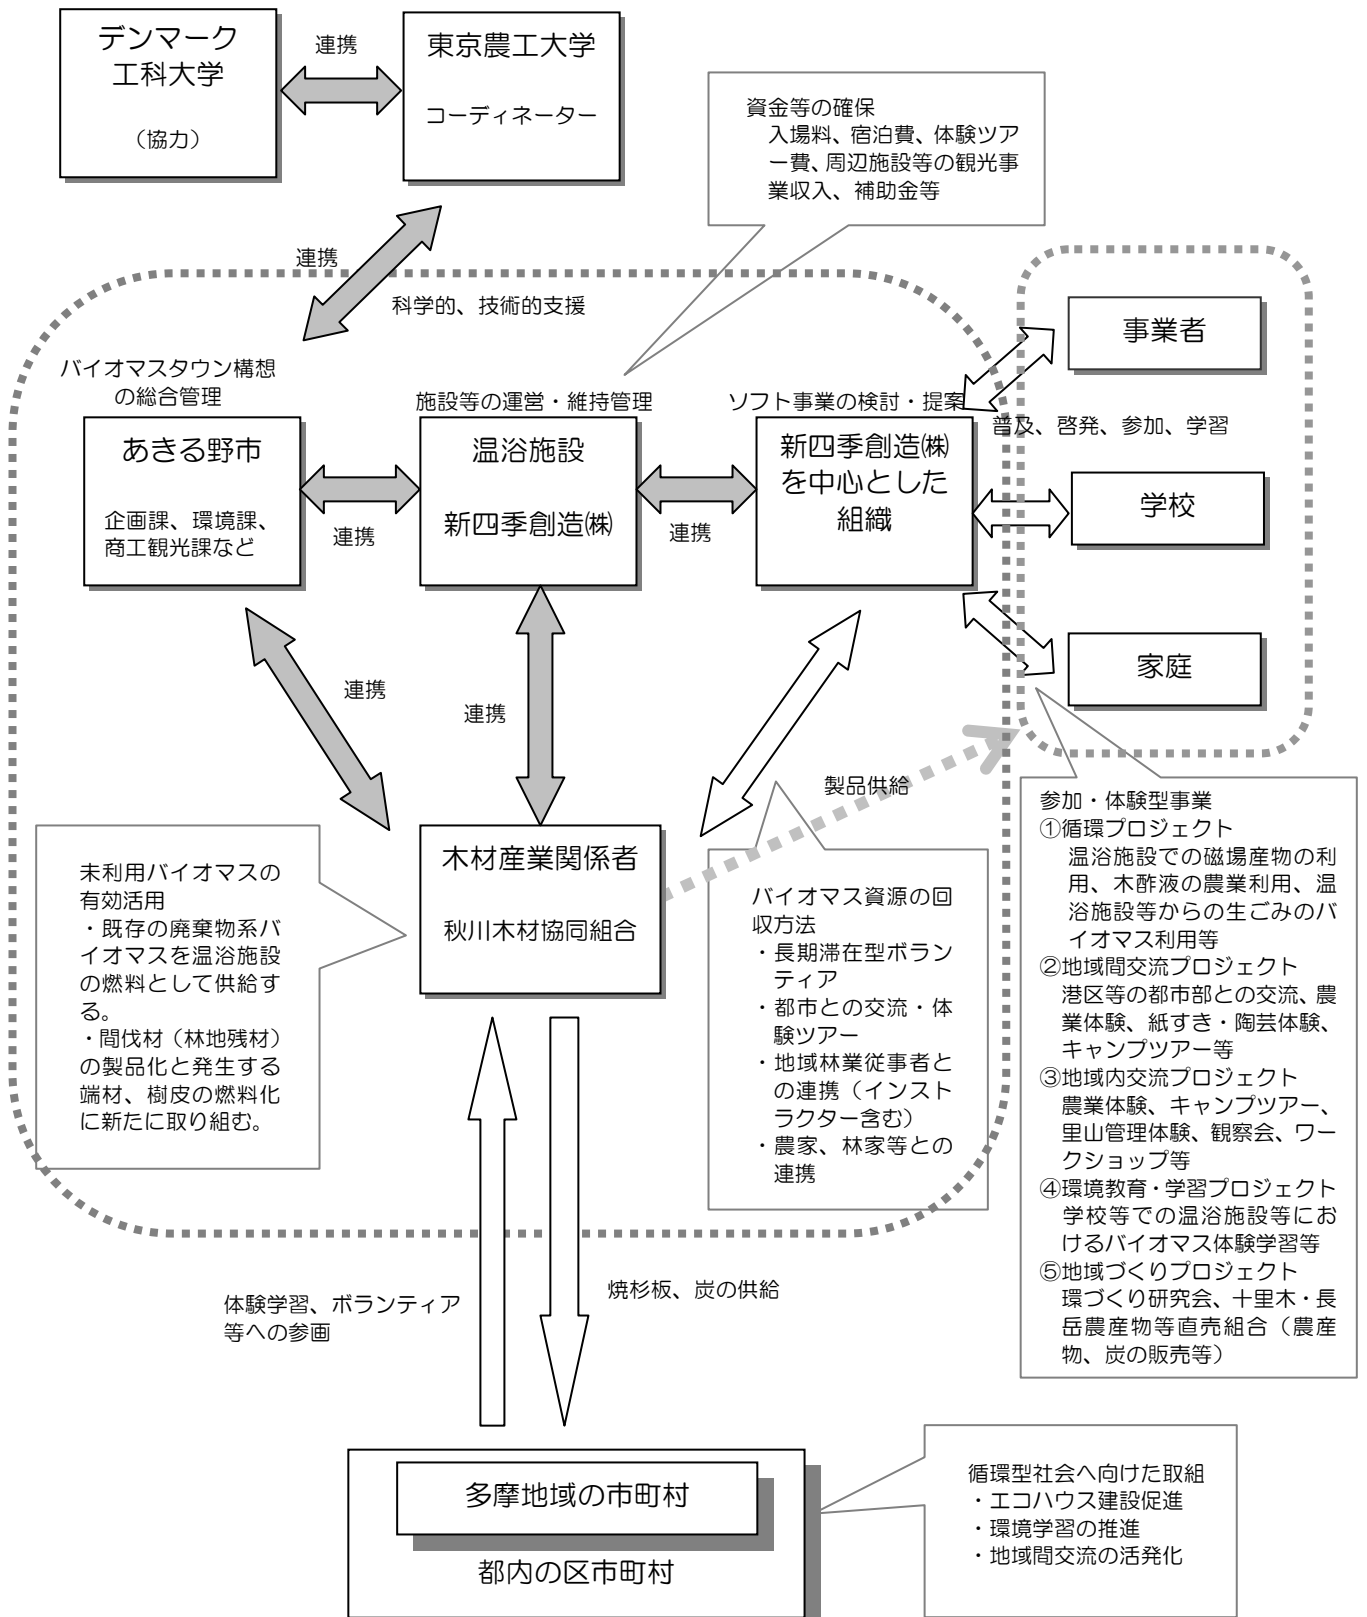 デンマーク
工科大学
（協力）
連携
東京農工大学
コーディネーター
資金等の確保
入場料、宿泊費、体験ツア
ー費、周辺施設等の観光事
業収入、補助金等
連携
科学的、技術的支援
バイオマスタウン構想
の総合管理
あきる野市
企画課、環境課、
商工観光課など
連携
施設等の運営・維持管理
温浴施設
新四季創造㈱
連携
ソフト事業の検討・提案
新四季創造㈱
を中心とした
組織
事業者
普及、啓発、参加、学習
学校
家庭
連携
連携
製品供給
木材産業関係者
秋川木材協同組合
未利用バイオマスの
有効活用
・既存の廃棄物系バ
イオマスを温浴施設
の燃料として供給す
る。
・間伐材（林地残材）
の製品化と発生する
端材、樹皮の燃料化
に新たに取り組む。
バイオマス資源の回
収方法
・長期滞在型ボラン
ティア
・都市との交流・体
験ツアー
・地域林業従事者と
の連携（インスト
ラクター含む）
・農家、林家等との
連携
参加・体験型事業
①循環プロジェクト
温浴施設での磁場産物の利
用、木酢液の農業利用、温
浴施設等からの生ごみのバ
イオマス利用等
②地域間交流プロジェクト
港区等の都市部との交流、農
業体験、紙すき・陶芸体験、
キャンプツアー等
③地域内交流プロジェクト
農業体験、キャンプツアー、
里山管理体験、観察会、ワー
クショップ等
④環境教育・学習プロジェクト
学校等での温浴施設等にお
けるバイオマス体験学習等
⑤地域づくりプロジェクト
環づくり研究会、十里木・長
岳農産物等直売組合（農産
物、炭の販売等）
体験学習、ボランティア
等への参画
焼杉板、炭の供給
多摩地域の市町村
都内の区市町村
循環型社会へ向けた取組
・エコハウス建設促進
・環境学習の推進
・地域間交流の活発化